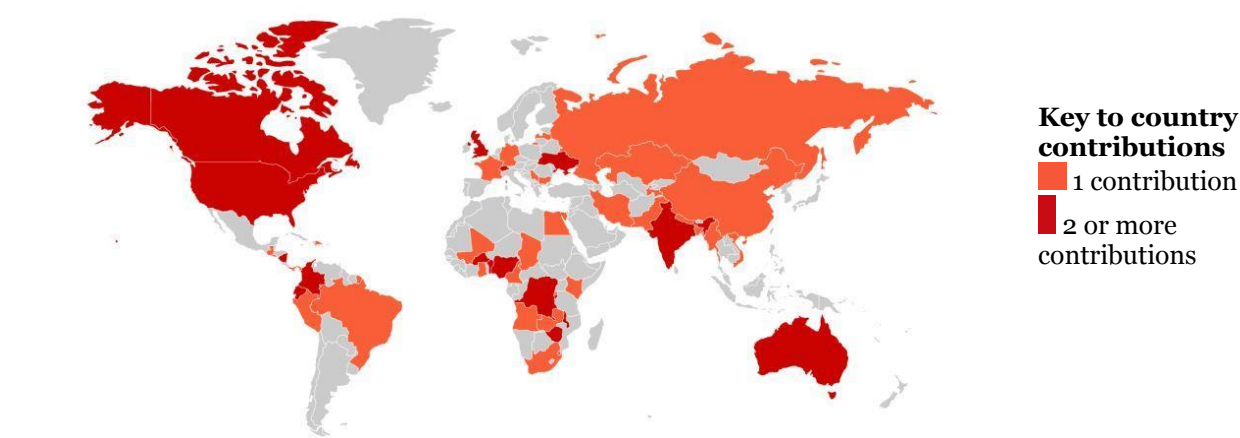 Key to country
contributions
1 contribution
2 or more
contributions